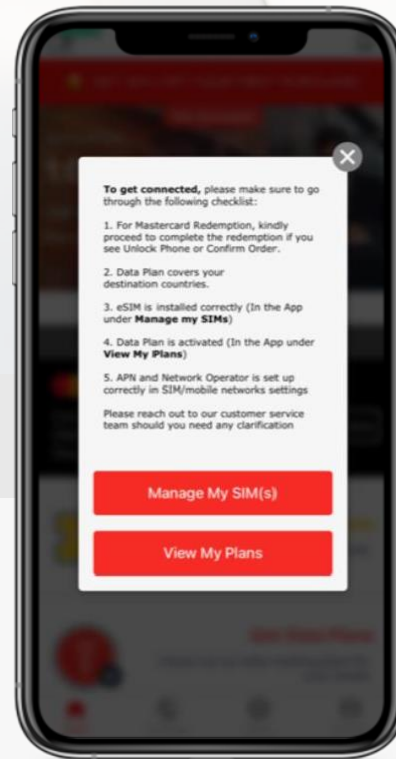 To get connected, please make sure to go
through the following checklist:
1. For Mastercard Redemption, kindly
proceed to complete the redemption if you
see Unlock Phone or Confirm Order.
2. Data Plan covers your
destination countries.
3. eSIM is installed correctly (In the App
under Manage my SIMs)
4. Data Plan is activated (In the App under
View My Plans)
5. APN and Network Operator is set up
correctly in SIM/mobile networks settings
Please reach out to our customer service
team should you need any clarification
Manage My SIM(s)
View My Plans